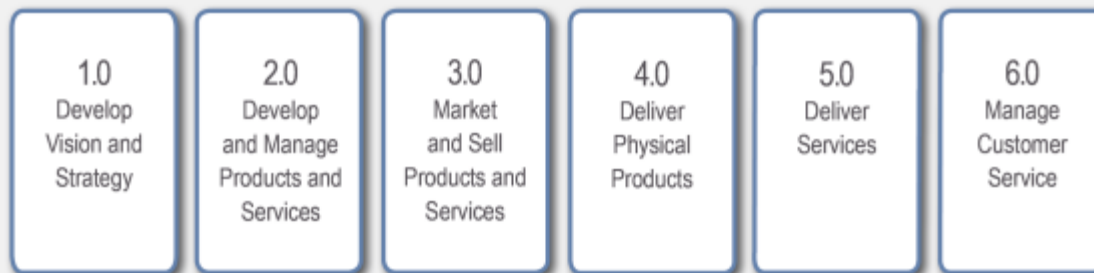 1.0
Develop
Vision and
Strategy
2.0
Develop
and Manage
Products and
Services
3.0
Market
and Sell
Products and
Services
4.0
Deliver
Physical
Products
5.0
Deliver
Services
6.0
Manage
Customer
Service